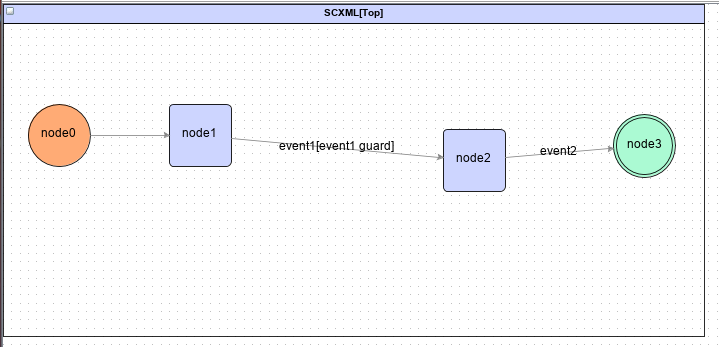 SCXML[Top]
node0
node1
event1[event1 guard]
node2
event2
node3